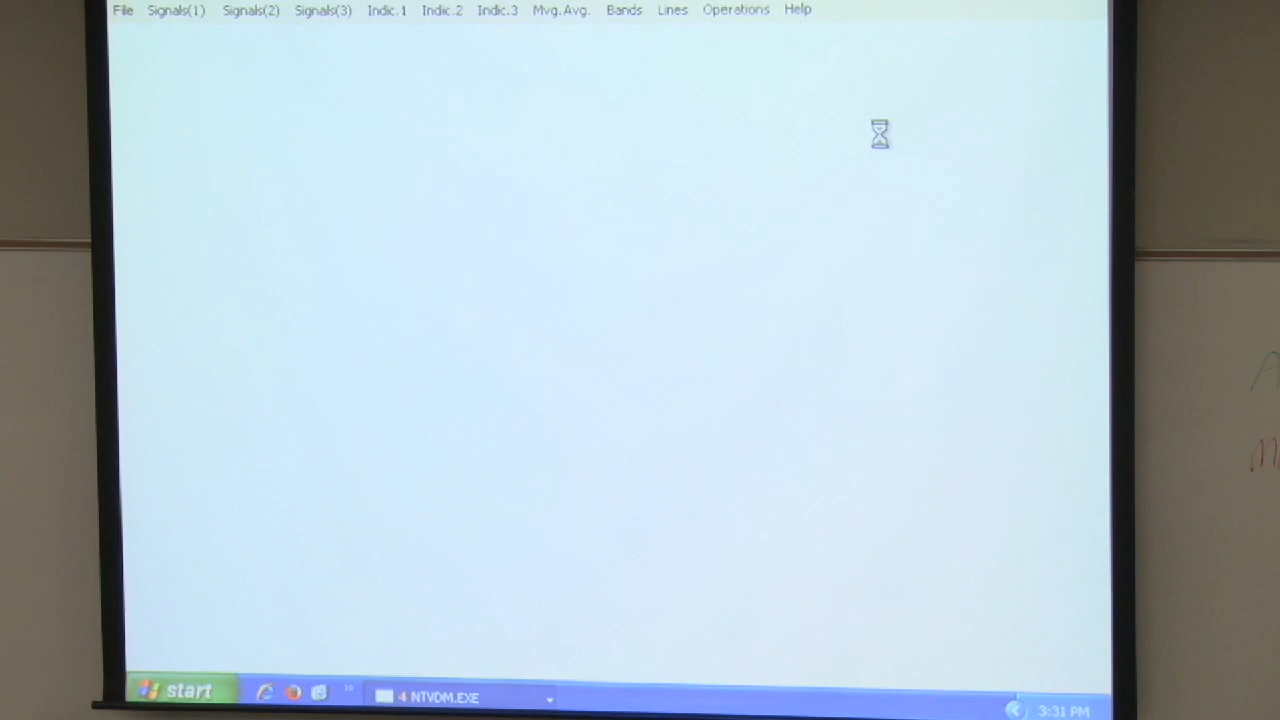 File Signals(1) Signals(2) Signals(3) Indic.1 Indic.2 Indic.3 Mvg.Avg. Bands Lines Operations Help
A
M
start 4 NTVDM.EXE 3:31 PM